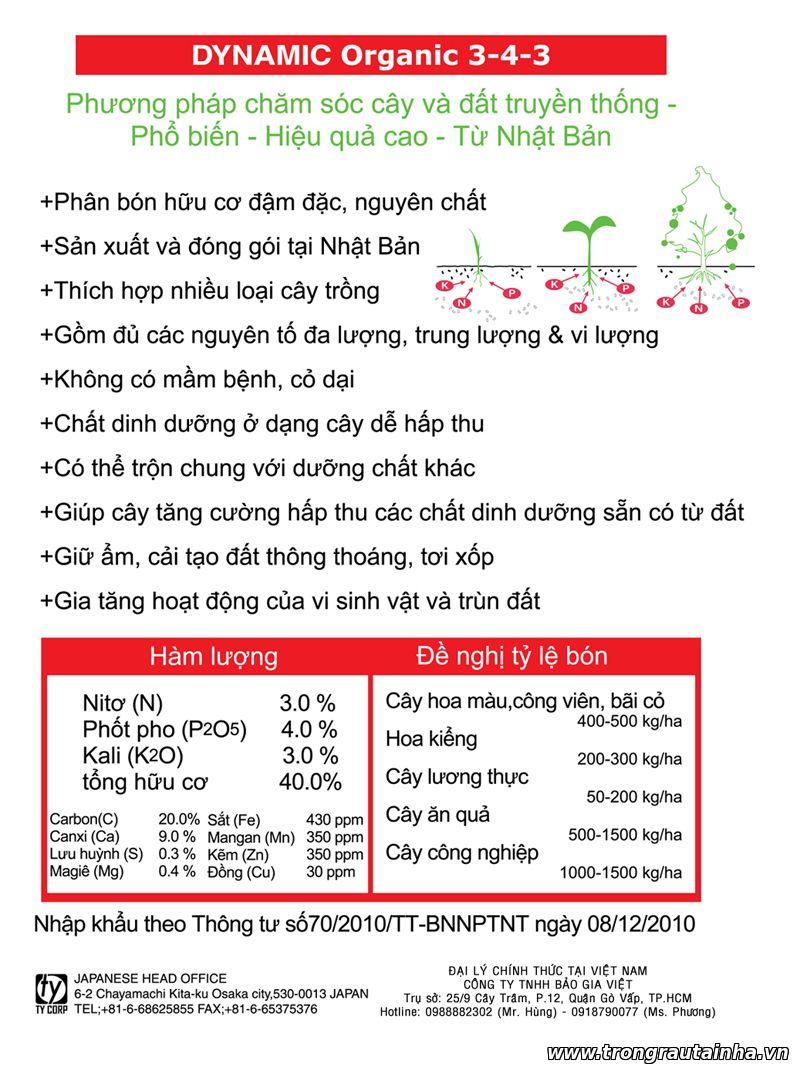 DYNAMIC Organic 3-4-3
Phương pháp chăm sóc cây và đất truyền thống -
Phổ biến - Hiệu quả cao - Từ Nhật Bản
+Phân bón hữu cơ đậm đặc, nguyên chất
+Sản xuất và đóng gói tại Nhật Bản
+Thích hợp nhiều loại cây trồng
K N P K N P K N P
+Gồm đủ các nguyên tố đa lượng, trung lượng & vi lượng
+Không có mầm bệnh, cỏ dại
+Chất dinh dưỡng ở dạng cây dễ hấp thu
+Có thể trộn chung với dưỡng chất khác
+Giúp cây tăng cường hấp thu các chất dinh dưỡng sẵn có từ đất
+Giữ ẩm, cải tạo đất thông thoáng, tơi xốp
+Gia tăng hoạt động của vi sinh vật và trùn đất
Hàm lượng
Nitơ (N) 3.0 %
Phốt pho (P2O5) 4.0 %
Kali (K2O) 3.0 %
tổng hữu cơ 40.0%
Carbon(C) 20.0% Sắt (Fe) 430 ppm
Canxi (Ca) 9.0 % Mangan (Mn) 350 ppm
Lưu huỳnh (S) 0.3 % Kẽm (Zn) 350 ppm
Magiê (Mg) 0.4 % Đồng (Cu) 30 ppm
Đề nghị tỷ lệ bón
Cây hoa màu,công viên, bãi cỏ
400-500 kg/ha
Hoa kiểng
200-300 kg/ha
Cây lương thực
50-200 kg/ha
Cây ăn quả
500-1500 kg/ha
Cây công nghiệp
1000-1500 kg/ha
Nhập khẩu theo Thông tư số70/2010/TT-BNNPTNT ngày 08/12/2010
ty
TY CORP
JAPANESE HEAD OFFICE
6-2 Chayamachi Kita-ku Osaka city,530-0013 JAPAN
TEL;+81-6-68625855 FAX;+81-6-65375376
ĐẠI LÝ CHÍNH THỨC TẠI VIỆT NAM
CÔNG TY TNHH BẢO GIA VIỆT
Trụ sở: 25/9 Cây Trâm, P.12, Quận Gò Vấp, TP.HCM
Hotline: 0988882302 (Mr. Hùng) - 0918790077 (Ms. Phương)
www.trongrautainha.vn